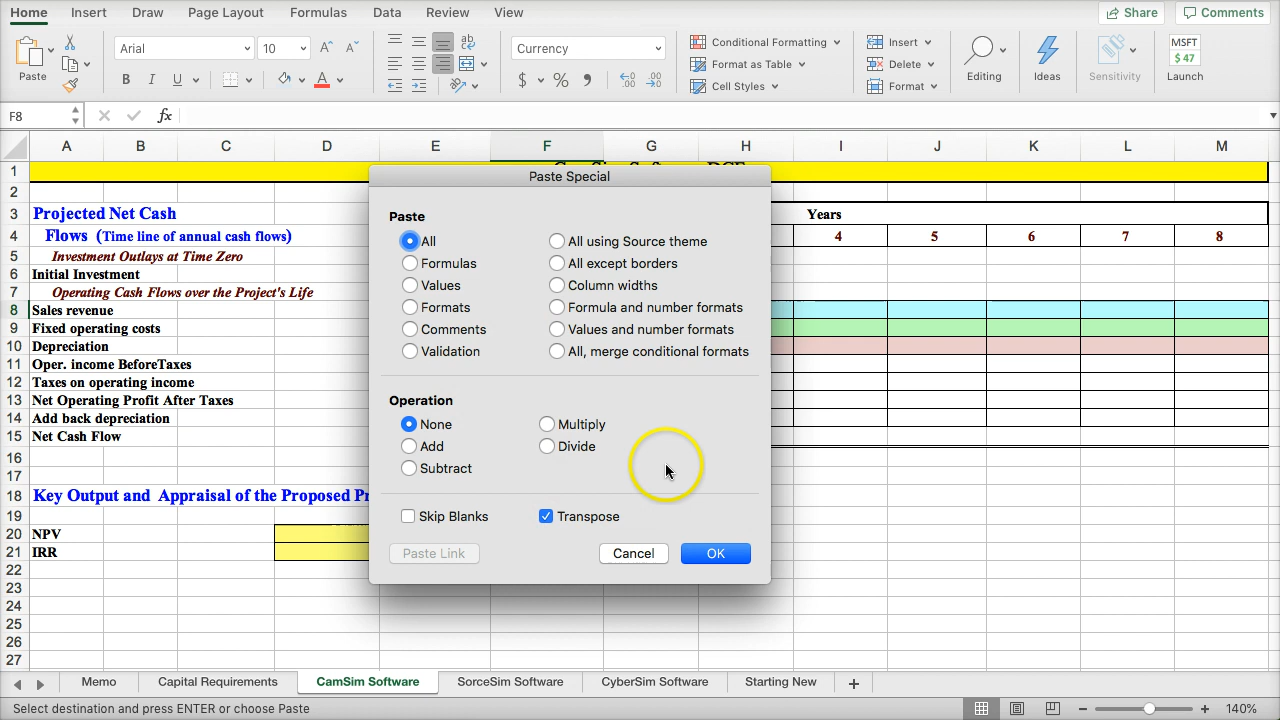 Home Insert Draw Page Layout Formulas Data Review View Share Comments
Paste Arial 10 Currency Conditional Formatting Format as Table Cell Styles Insert Delete Format Editing Ideas Sensitivity MSFT $ 47 Launch
F8 fx
A B C D E F G H I J K L M
1
2
3 Projected Net Cash Years
4 Flows (Time line of annual cash flows) 4 5 6 7 8
5 Investment Outlays at Time Zero
6 Initial Investment
7 Operating Cash Flows over the Project's Life
8 Sales revenue
9 Fixed operating costs
10 Depreciation
11 Oper. income BeforeTaxes
12 Taxes on operating income
13 Net Operating Profit After Taxes
14 Add back depreciation
15 Net Cash Flow
16
17
18 Key Output and Appraisal of the Proposed Pr
19
20 NPV
21 IRR
22
23
24
25
26
27
Paste Special
Paste
All All using Source theme
Formulas All except borders
Values Column widths
Formats Formula and number formats
Comments Values and number formats
Validation All, merge conditional formats
Operation
None Multiply
Add Divide
Subtract
Skip Blanks Transpose
Paste Link Cancel OK
Memo Capital Requirements CamSim Software SorceSim Software CyberSim Software Starting New +
Select destination and press ENTER or choose Paste 140%